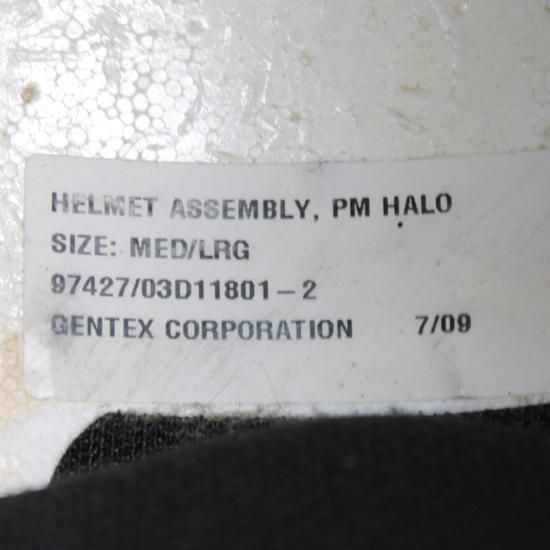 HELMET ASSEMBLY, PM HALO
SIZE: MED/LRG
97427/03D11801-2
GENTEX CORPORATION 7/09